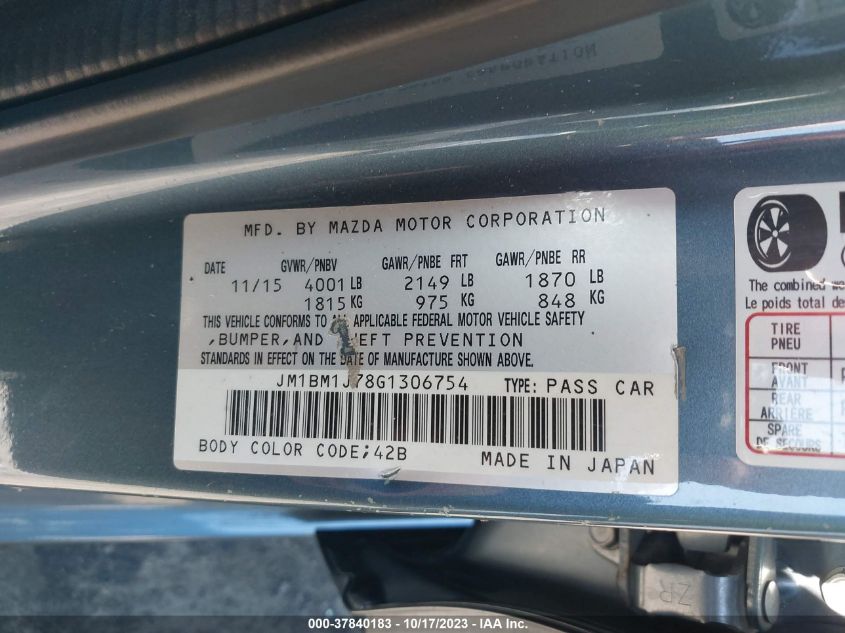 MFD. BY MAZDA MOTOR CORPORATION
DATE GVWR/PNBV GAWR/PNBE FRT GAWR/PNBE RR
11/15 4001 LB 2149 LB 1870 LB
1815 KG 975 KG 848 KG
THIS VEHICLE CONFORMS TO ALL APPLICABLE FEDERAL MOTOR VEHICLE SAFETY
,BUMPER,AND THEFT PREVENTION
STANDARDS IN EFFECT ON THE DATE OF MANUFACTURE SHOWN ABOVE.
JM1BM1J78G1306754 TYPE: PASS CAR
BODY COLOR CODE;42B MADE IN JAPAN
The combined
Le poids total de
TIRE
PNEU
FRONT
AVANT
REAR
ARRIÈRE
SPARE
DE SECOURS
ZR
000-37840183 - 10/17/2023 - IAA Inc.